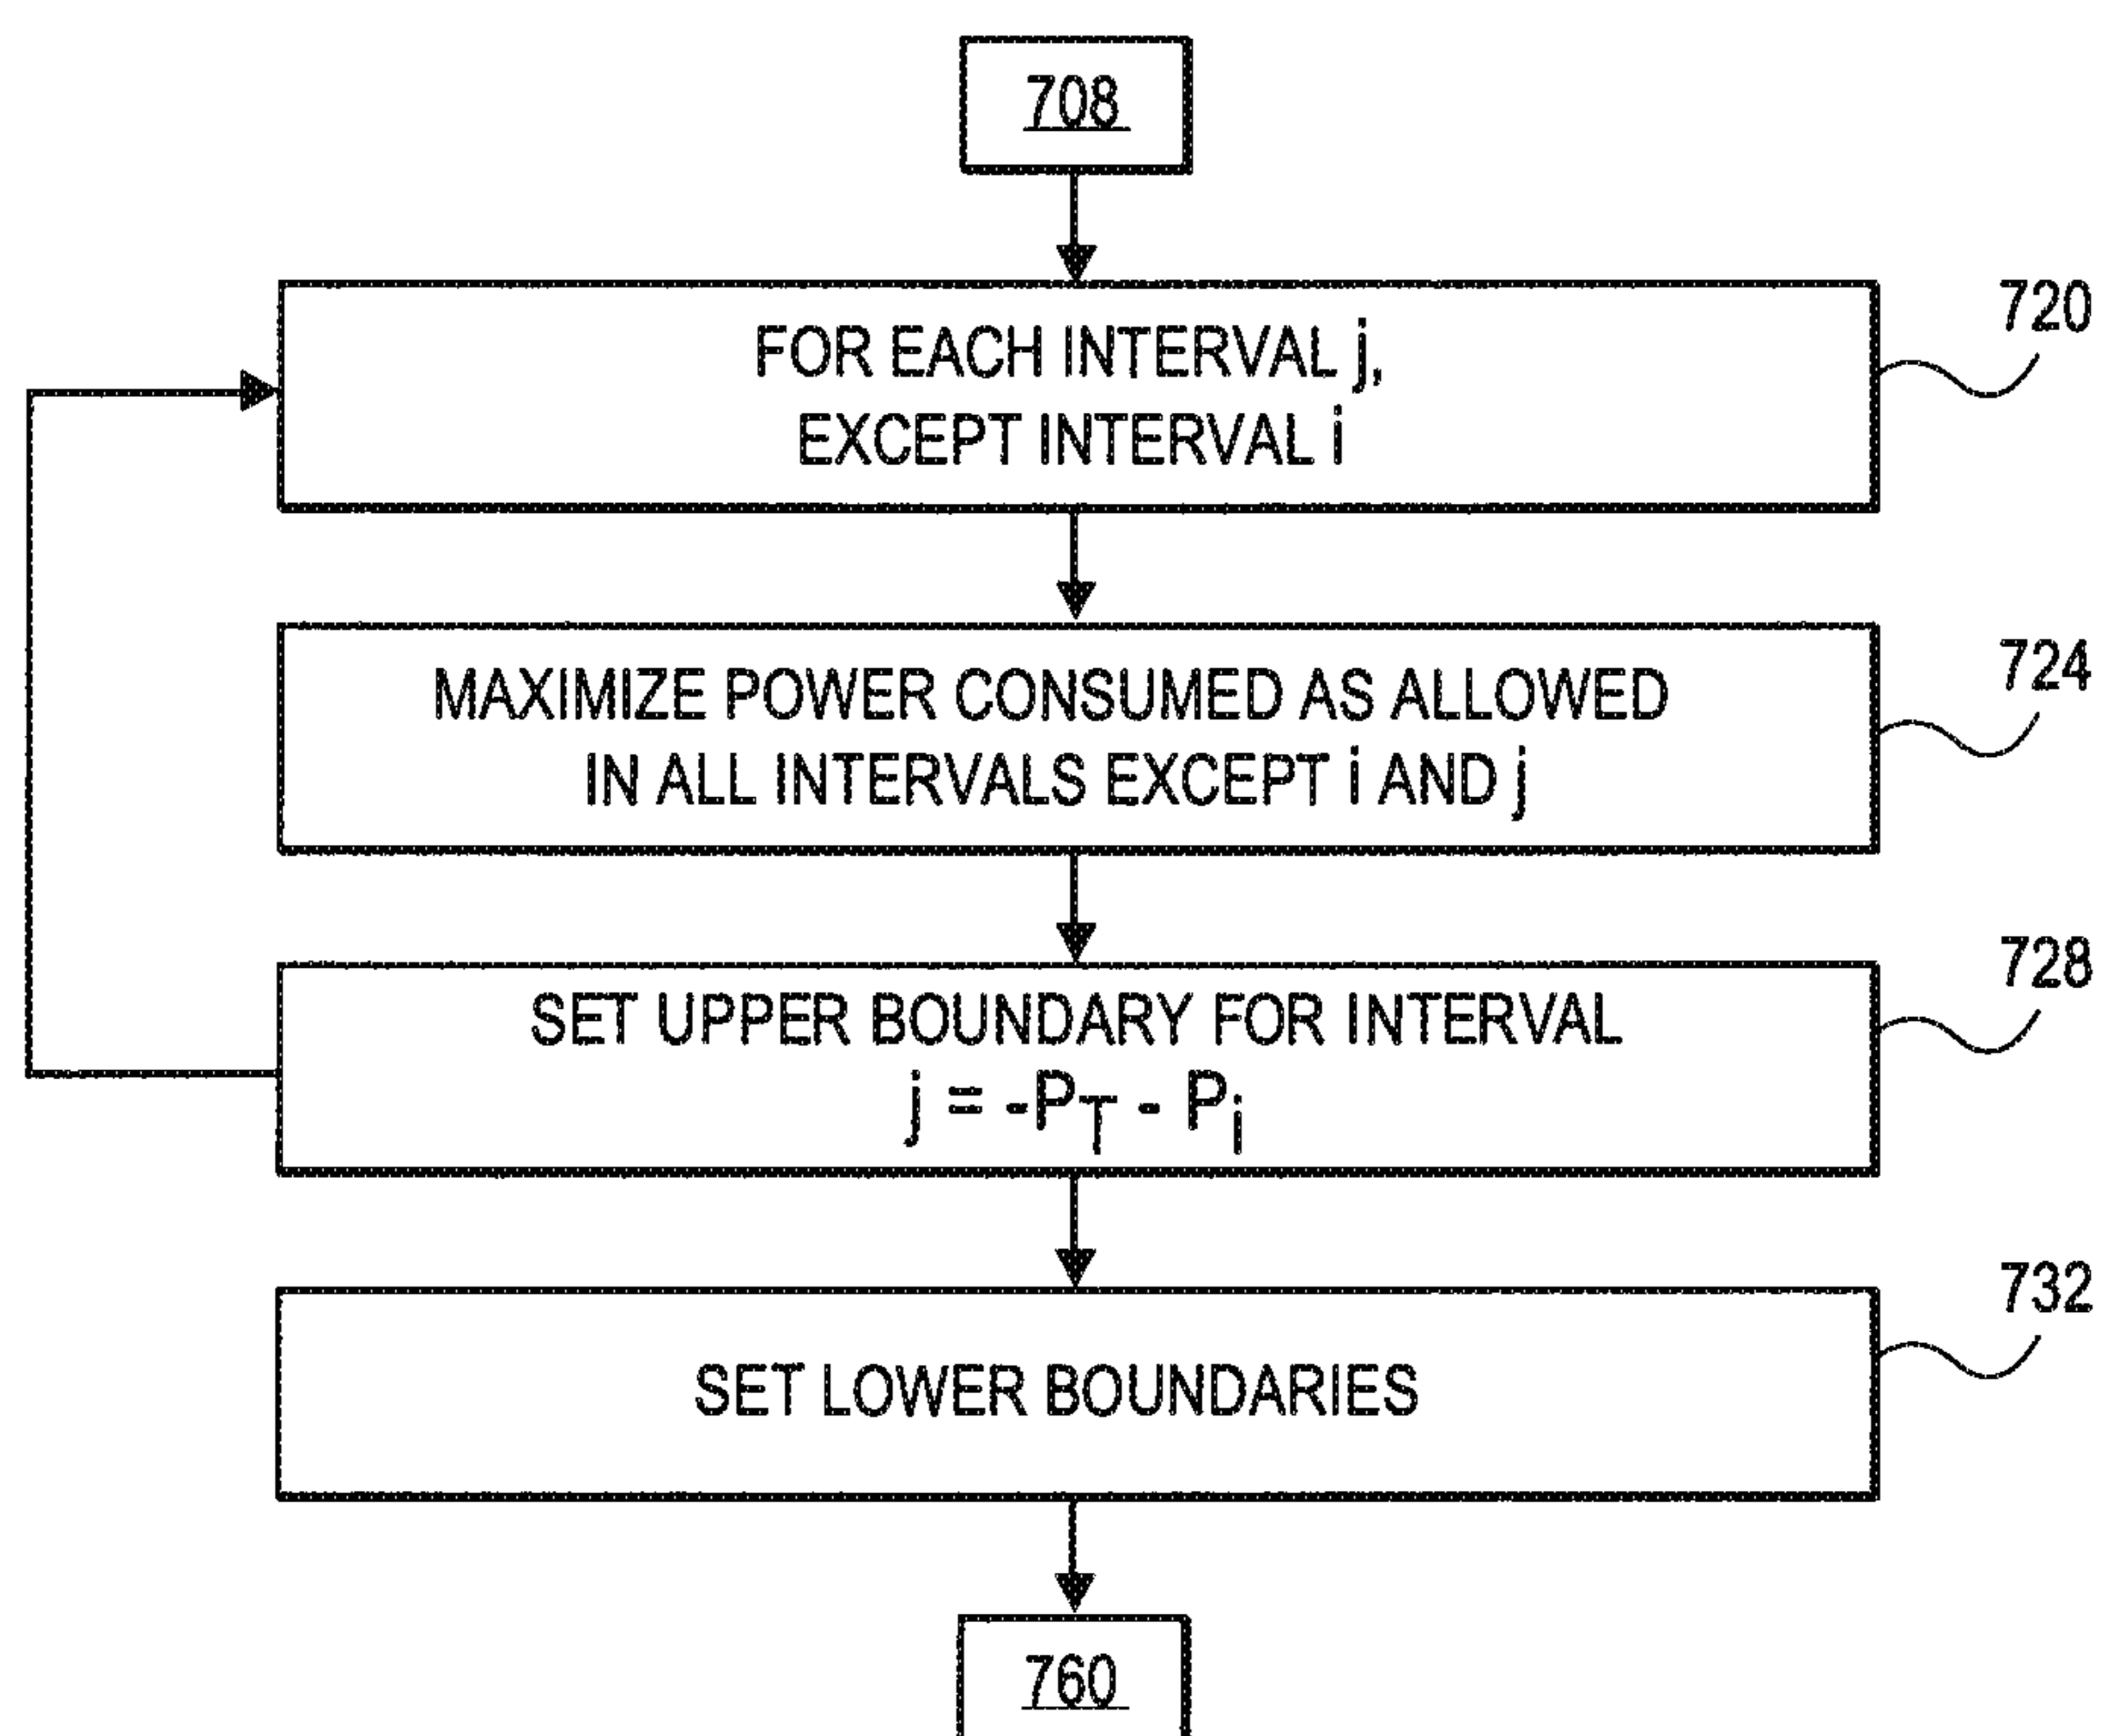 708
FOR EACH INTERVAL j,
EXCEPT INTERVAL i
720
MAXIMIZE POWER CONSUMED AS ALLOWED
IN ALL INTERVALS EXCEPT i AND j
724
SET UPPER BOUNDARY FOR INTERVAL
j = -PT - Pi
728
SET LOWER BOUNDARIES
732
760